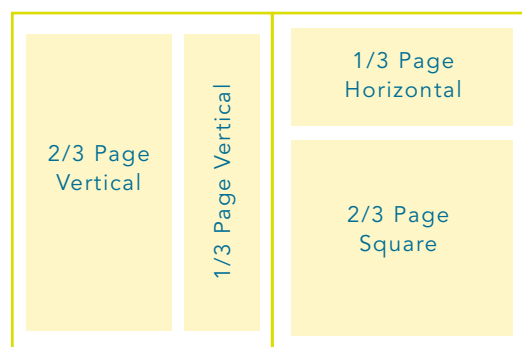 2/3 Page
Vertical
1/3 Page Vertical
1/3 Page
Horizontal
2/3 Page
Square